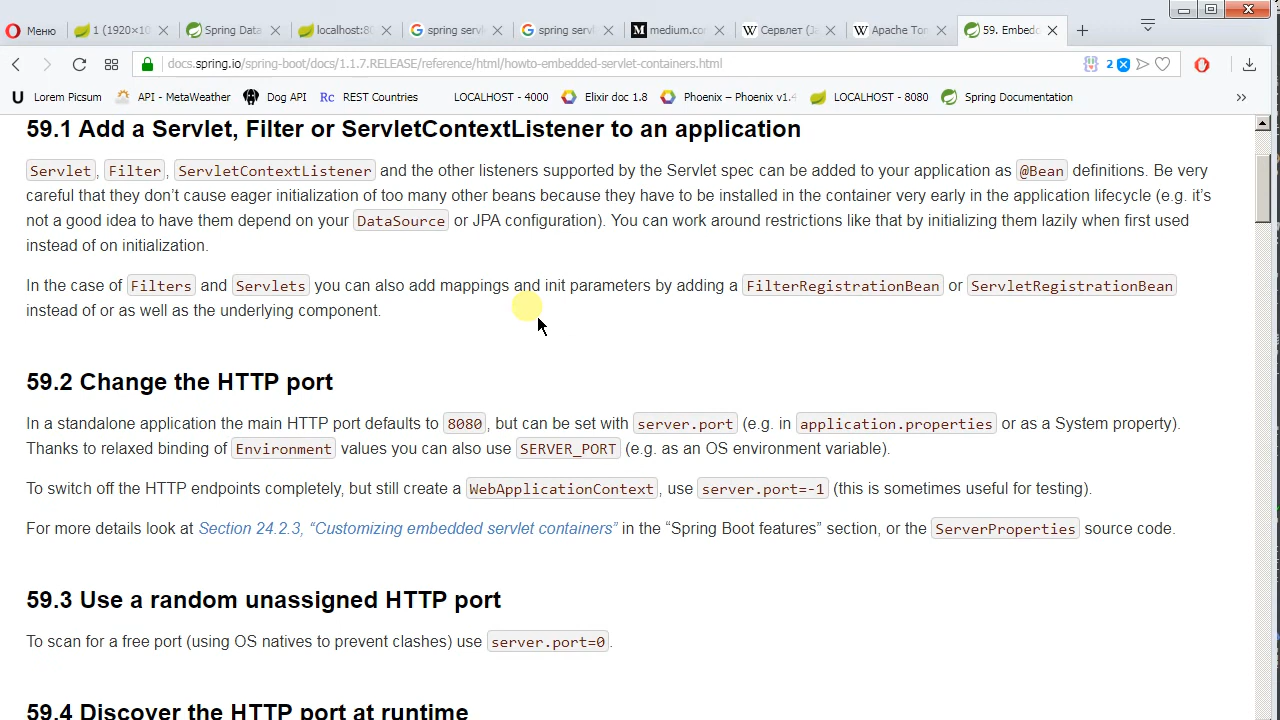 Меню
1 (1920×10
Spring Data
localhost:80
spring serv
spring serv
medium.co
Сервлет (Ja
Apache Tom
59. Embedd
docs.spring.io/spring-boot/docs/1.1.7.RELEASE/reference/html/howto-embedded-servlet-containers.html
2
Lorem Picsum
API - MetaWeather
Dog API
Rc REST Countries
LOCALHOST - 4000
Elixir doc 1.8
Phoenix – Phoenix v1.4
LOCALHOST - 8080
Spring Documentation
59.1 Add a Servlet, Filter or ServletContextListener to an application
Servlet, Filter, ServletContextListener and the other listeners supported by the Servlet spec can be added to your application as @Bean definitions. Be very
careful that they don’t cause eager initialization of too many other beans because they have to be installed in the container very early in the application lifecycle (e.g. it’s
not a good idea to have them depend on your DataSource or JPA configuration). You can work around restrictions like that by initializing them lazily when first used
instead of on initialization.
In the case of Filters and Servlets you can also add mappings and init parameters by adding a FilterRegistrationBean or ServletRegistrationBean
instead of or as well as the underlying component.
59.2 Change the HTTP port
In a standalone application the main HTTP port defaults to 8080, but can be set with server.port (e.g. in application.properties or as a System property).
Thanks to relaxed binding of Environment values you can also use SERVER_PORT (e.g. as an OS environment variable).
To switch off the HTTP endpoints completely, but still create a WebApplicationContext, use server.port=-1 (this is sometimes useful for testing).
For more details look at Section 24.2.3, “Customizing embedded servlet containers” in the “Spring Boot features” section, or the ServerProperties source code.
59.3 Use a random unassigned HTTP port
To scan for a free port (using OS natives to prevent clashes) use server.port=0.
59.4 Discover the HTTP port at runtime